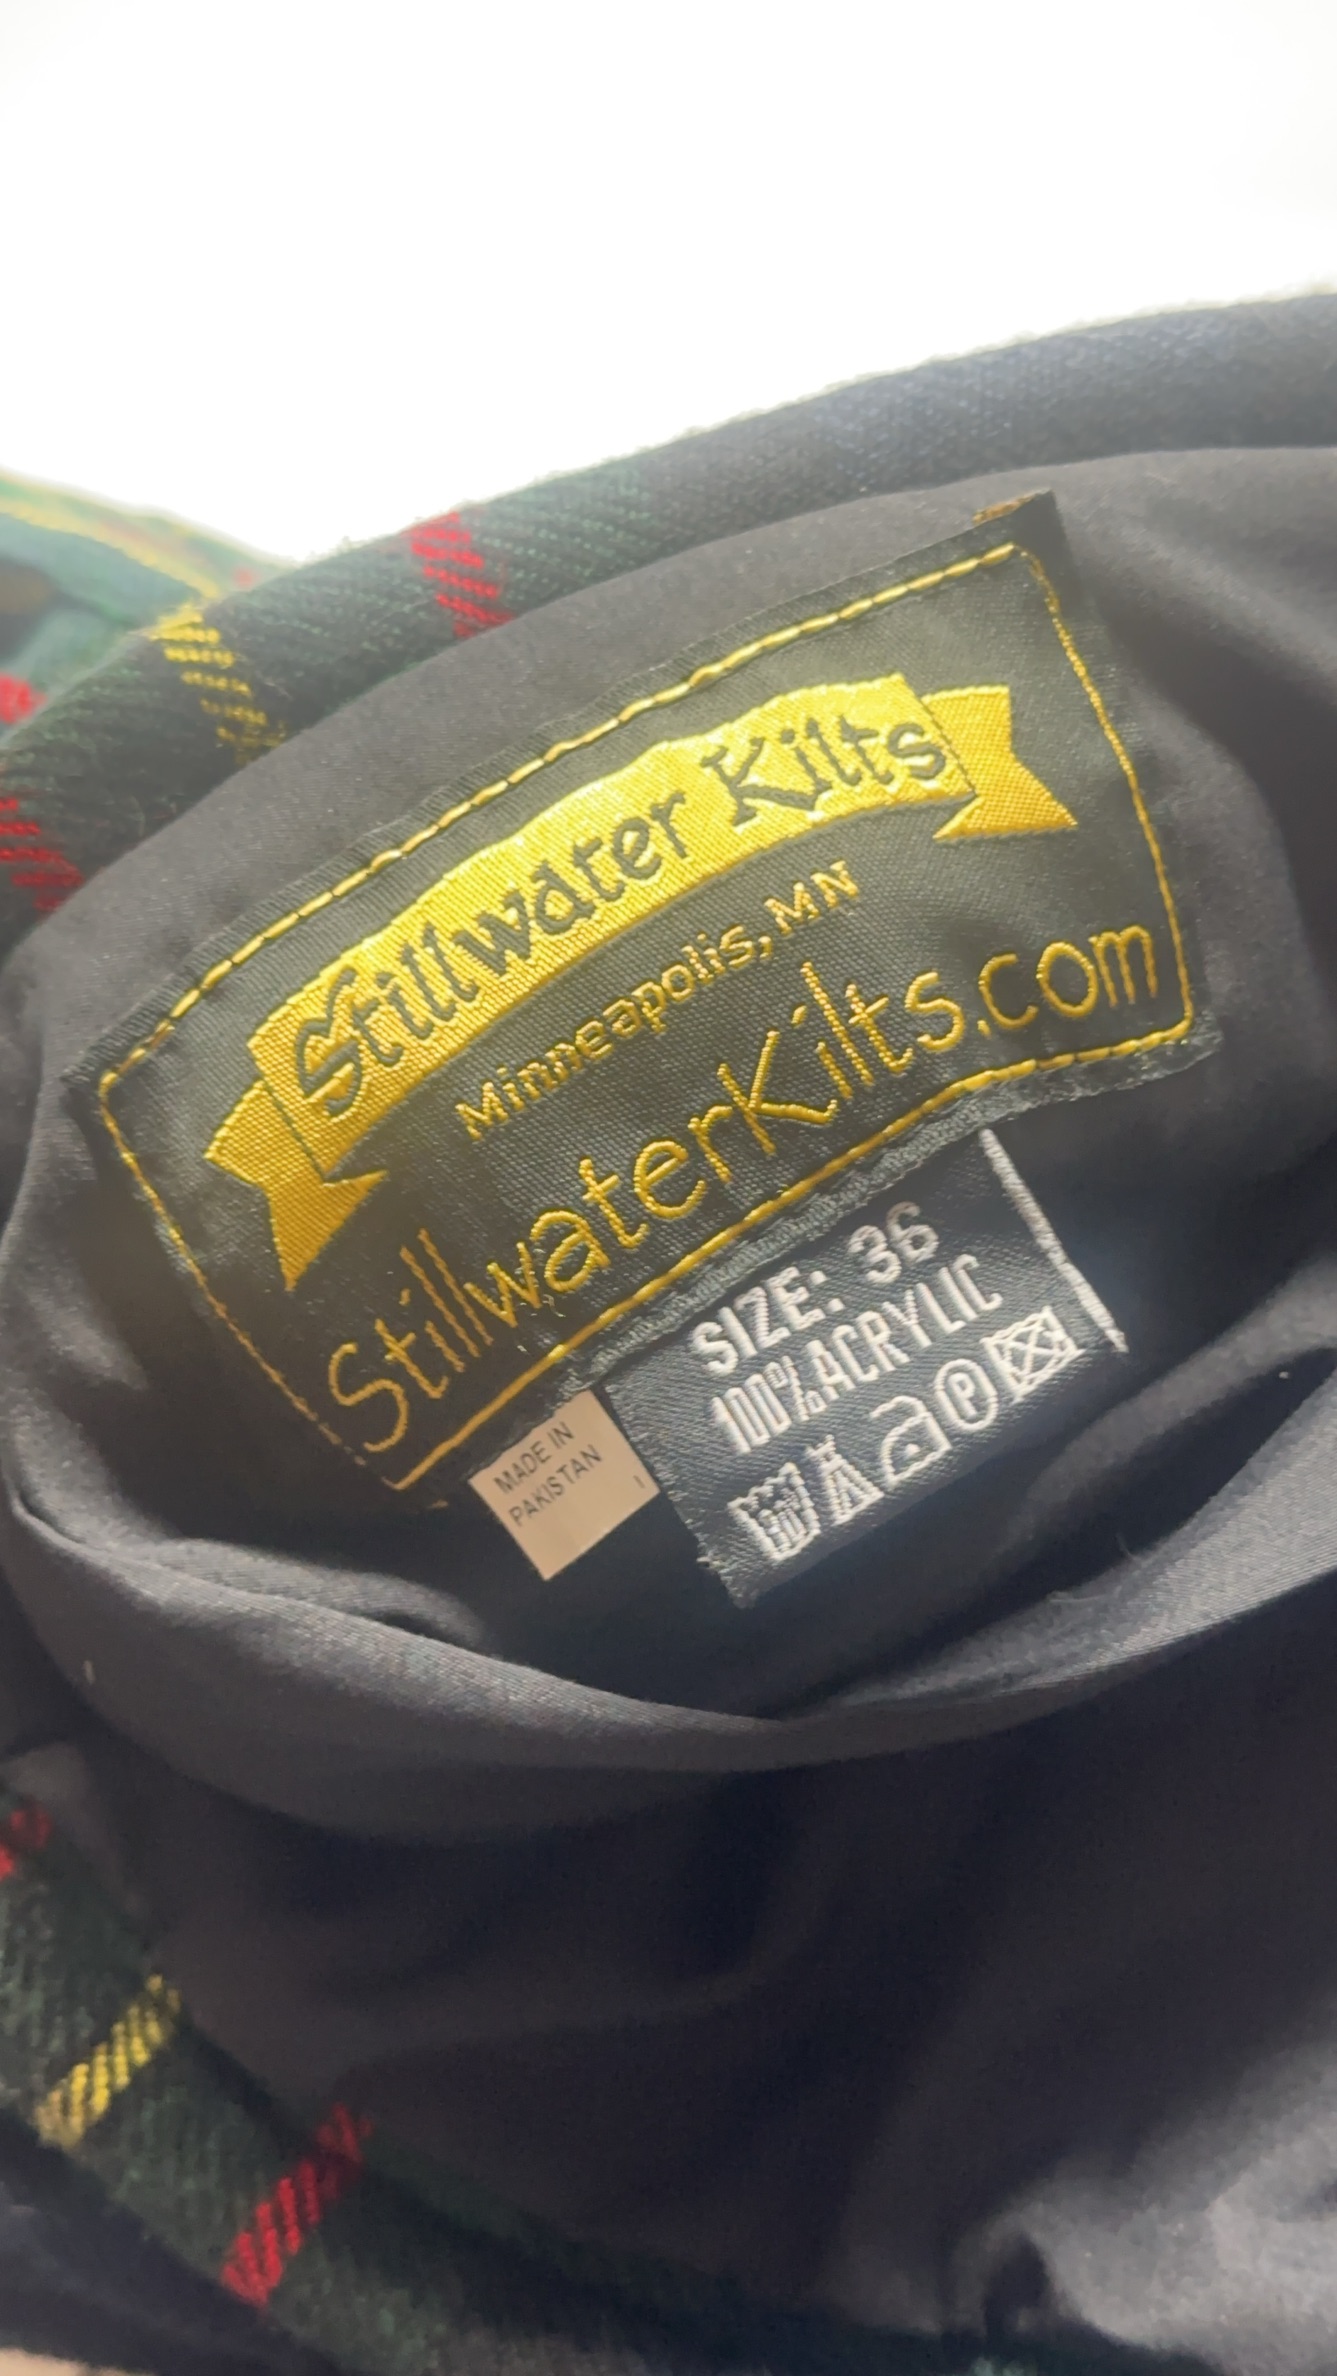 Stillwater Kilts
Minneapolis, MN
StillwaterKilts.com
SIZE: 36
100% ACRYLIC
P
MADE IN
PAKISTAN